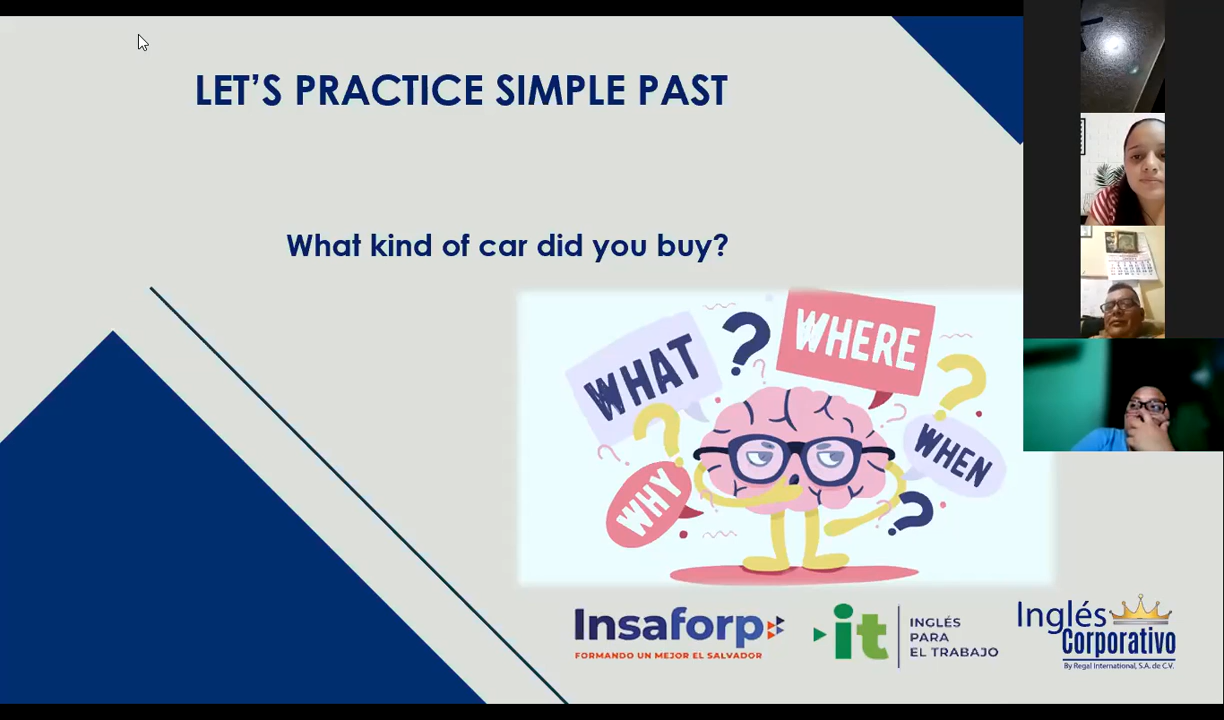 LET'S PRACTICE SIMPLE PAST
What kind of car did you buy?
WHAT
WHERE
WHEN
WHY
Insaforp
FORMANDO UN MEJOR EL SALVADOR
it
INGLÉS
PARA
EL TRABAJO
Inglés
Corporativo
By Regal International, S.A. de C.V.